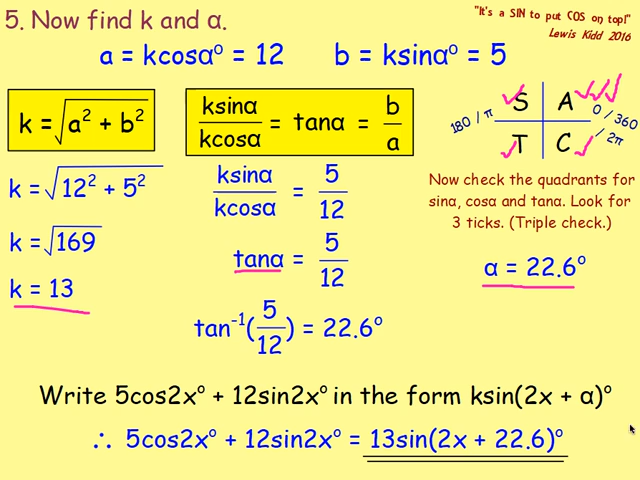 5. Now find k and α.
"It's a SIN to put COS on top!"
Lewis Kidd 2016
a = kcosα° = 12 b = ksinα° = 5
k = √a² + b²
ksinα/kcosα = tanα = b/a
S A
T C
180 / π
0 / 360
/ 2π
k = √12² + 5²
ksinα/kcosα = 5/12
Now check the quadrants for
sinα, cosα and tanα. Look for
3 ticks. (Triple check.)
k = √169
tanα = 5/12
α = 22.6°
k = 13
tan⁻¹(5/12) = 22.6°
Write 5cos2x° + 12sin2x° in the form ksin(2x + α)°
∴ 5cos2x° + 12sin2x° = 13sin(2x + 22.6)°